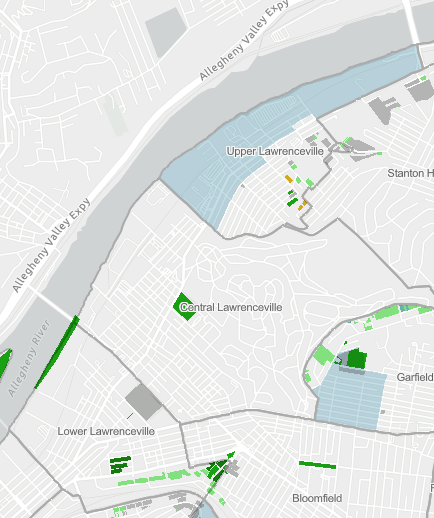 Allegheny Valley Expy
Upper Lawrenceville
Stanton H
Allegheny Valley Expy
Central Lawrenceville
Allegheny River
Garfield
Lower Lawrenceville
Bloomfield